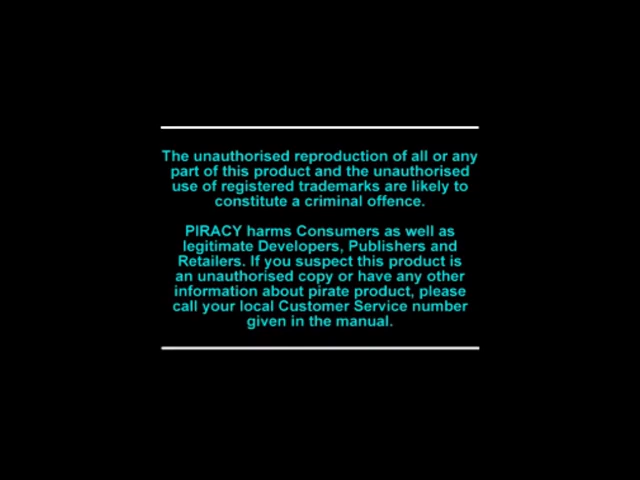 The unauthorised reproduction of all or any
part of this product and the unauthorised
use of registered trademarks are likely to
constitute a criminal offence.
PIRACY harms Consumers as well as
legitimate Developers, Publishers and
Retailers. If you suspect this product is
an unauthorised copy or have any other
information about pirate product, please
call your local Customer Service number
given in the manual.